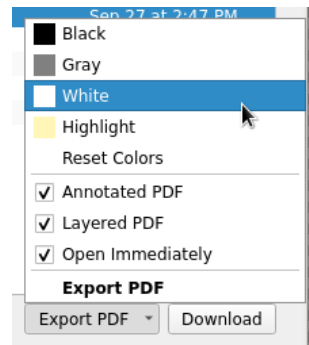 Sep 27 at 2:47 PM
Black
Gray
White
Highlight
Reset Colors
Annotated PDF
Layered PDF
Open Immediately
Export PDF
Export PDF Download